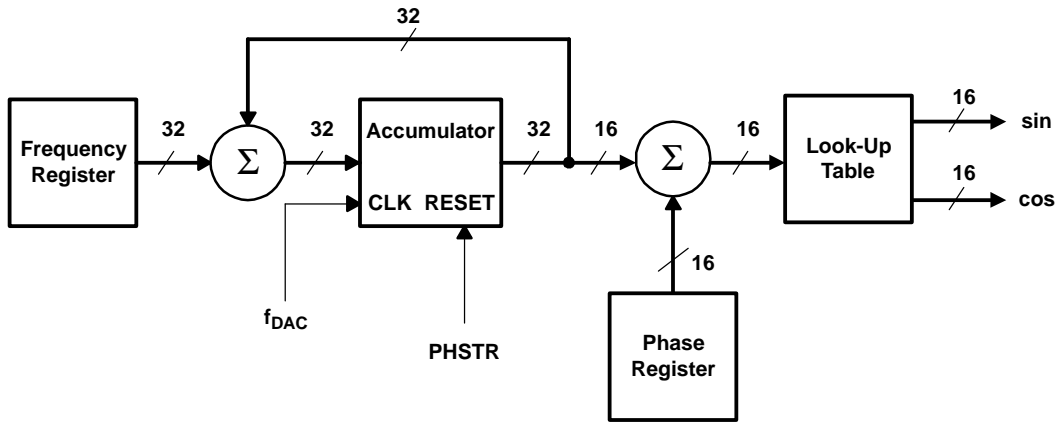 32
Frequency
Register
32
Σ
32
Accumulator
CLK RESET
32
16
Σ
16
Look-Up
Table
16
sin
16
cos
f_DAC
PHSTR
16
Phase
Register